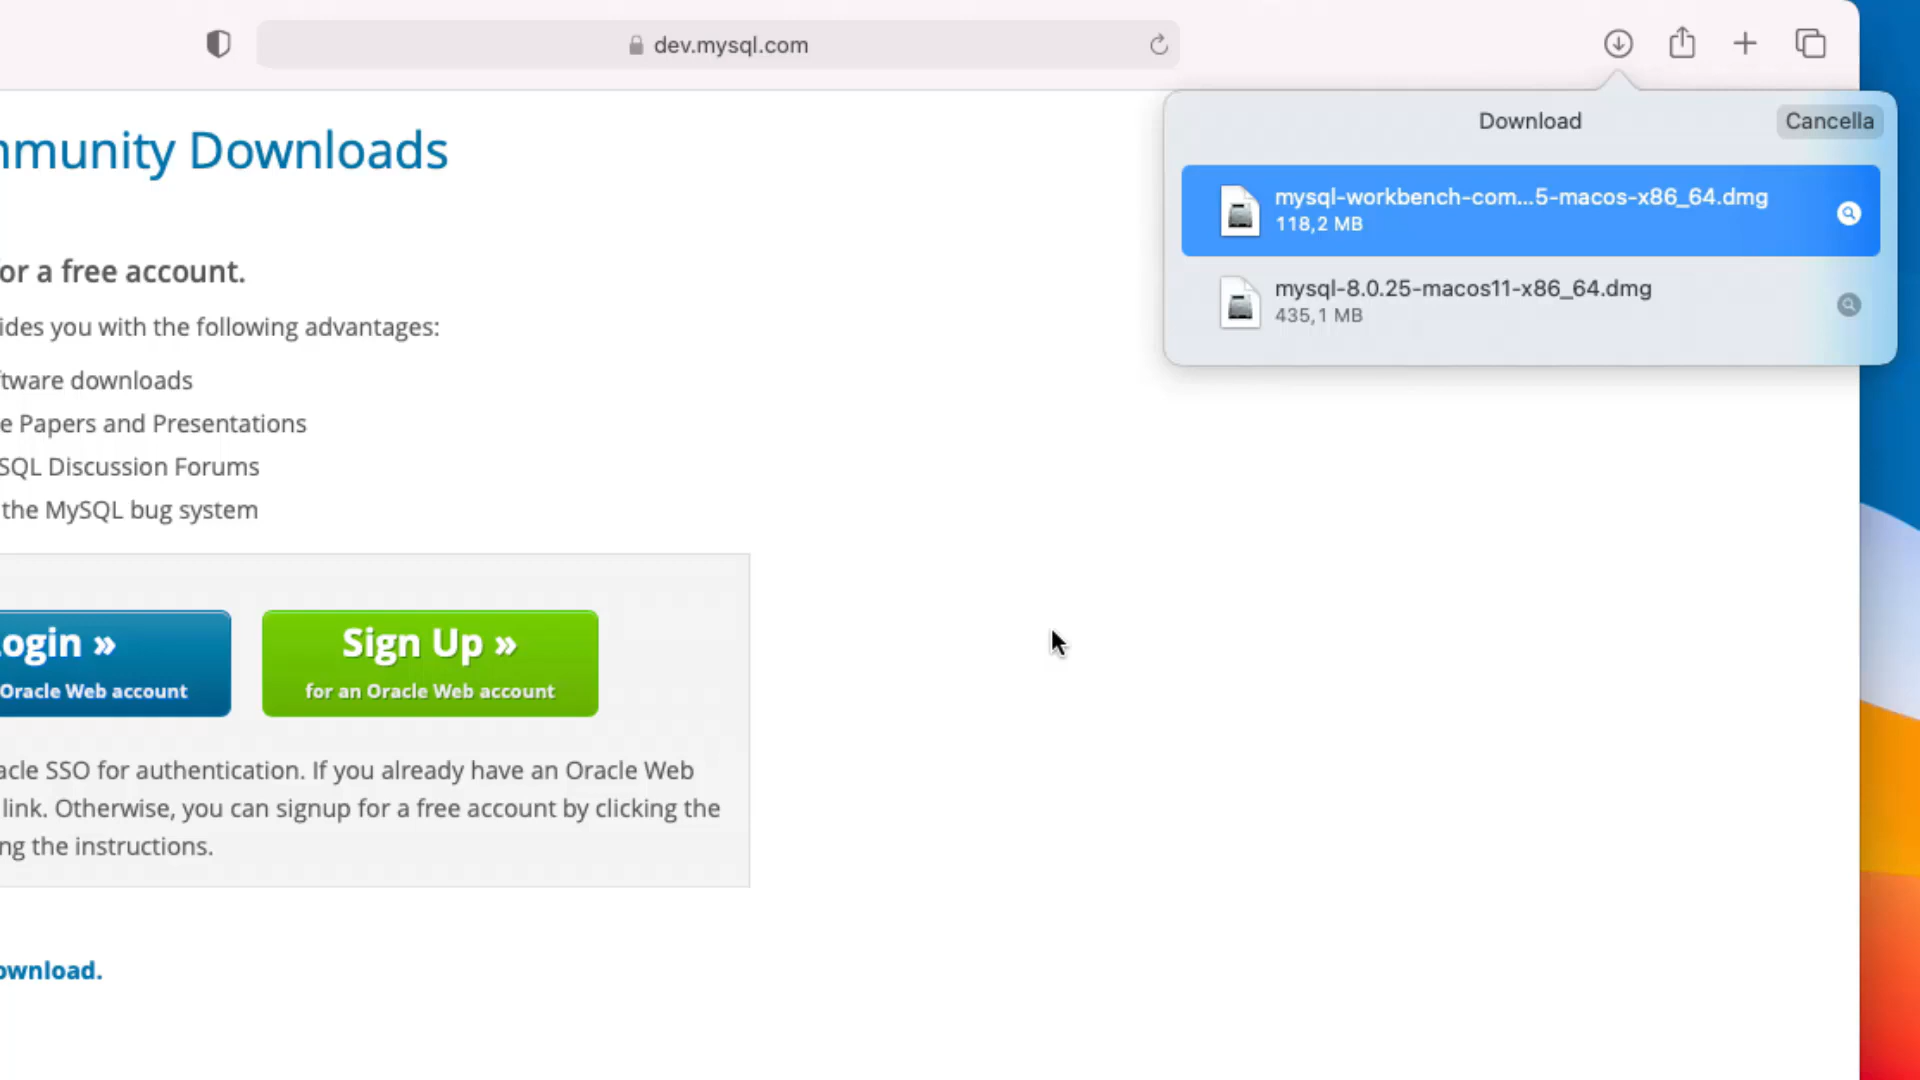 dev.mysql.com
Download
Cancella
mysql-workbench-com...5-macos-x86_64.dmg
118,2 MB
mysql-8.0.25-macos11-x86_64.dmg
435,1 MB
mmunity Downloads
or a free account.
ides you with the following advantages:
ftware downloads
e Papers and Presentations
SQL Discussion Forums
the MySQL bug system
Login »
Oracle Web account
Sign Up »
for an Oracle Web account
acle SSO for authentication. If you already have an Oracle Web
link. Otherwise, you can signup for a free account by clicking the
ng the instructions.
ownload.